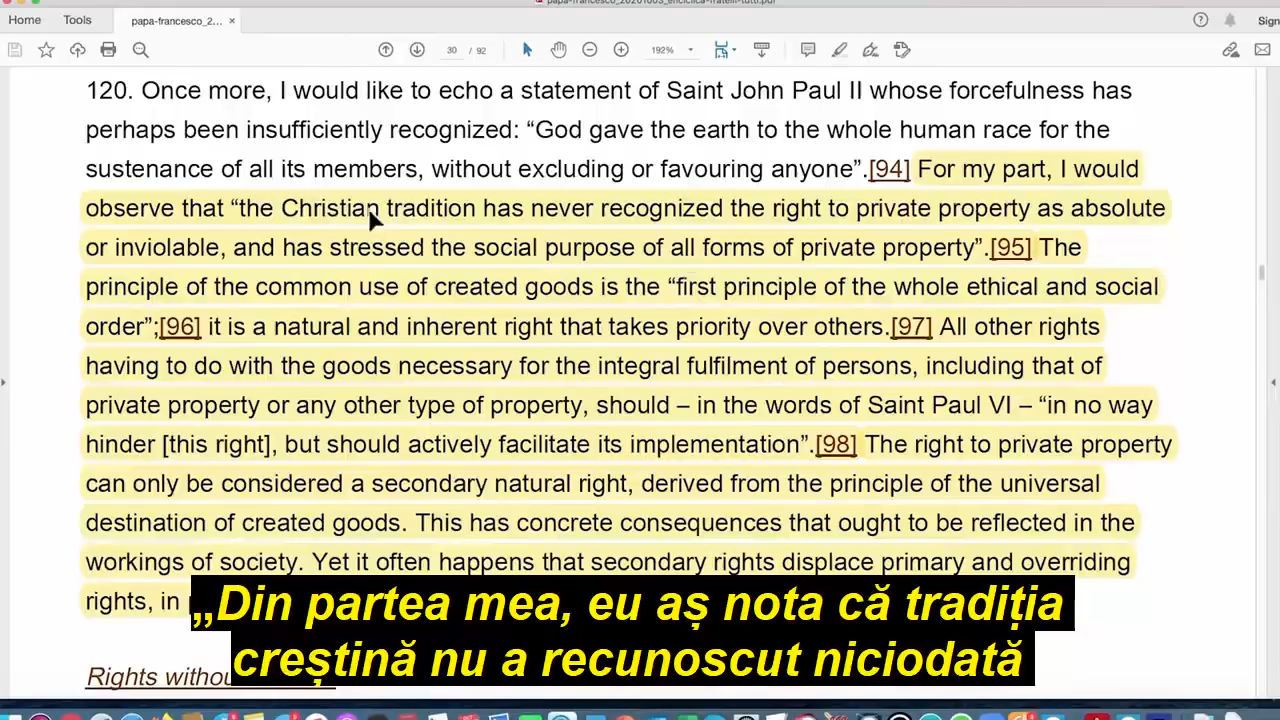 papa-francesco_20201003_enciclica-fratelli-tutti.pdf
Home Tools papa-francesco_2... × Sign
30 / 92 192%
120. Once more, I would like to echo a statement of Saint John Paul II whose forcefulness has
perhaps been insufficiently recognized: “God gave the earth to the whole human race for the
sustenance of all its members, without excluding or favouring anyone”.[94] For my part, I would
observe that “the Christian tradition has never recognized the right to private property as absolute
or inviolable, and has stressed the social purpose of all forms of private property”.[95] The
principle of the common use of created goods is the “first principle of the whole ethical and social
order”;[96] it is a natural and inherent right that takes priority over others.[97] All other rights
having to do with the goods necessary for the integral fulfilment of persons, including that of
private property or any other type of property, should – in the words of Saint Paul VI – “in no way
hinder [this right], but should actively facilitate its implementation”.[98] The right to private property
can only be considered a secondary natural right, derived from the principle of the universal
destination of created goods. This has concrete consequences that ought to be reflected in the
workings of society. Yet it often happens that secondary rights displace primary and overriding
rights, in
„Din partea mea, eu aș nota că tradiția
creștină nu a recunoscut niciodată
Rights